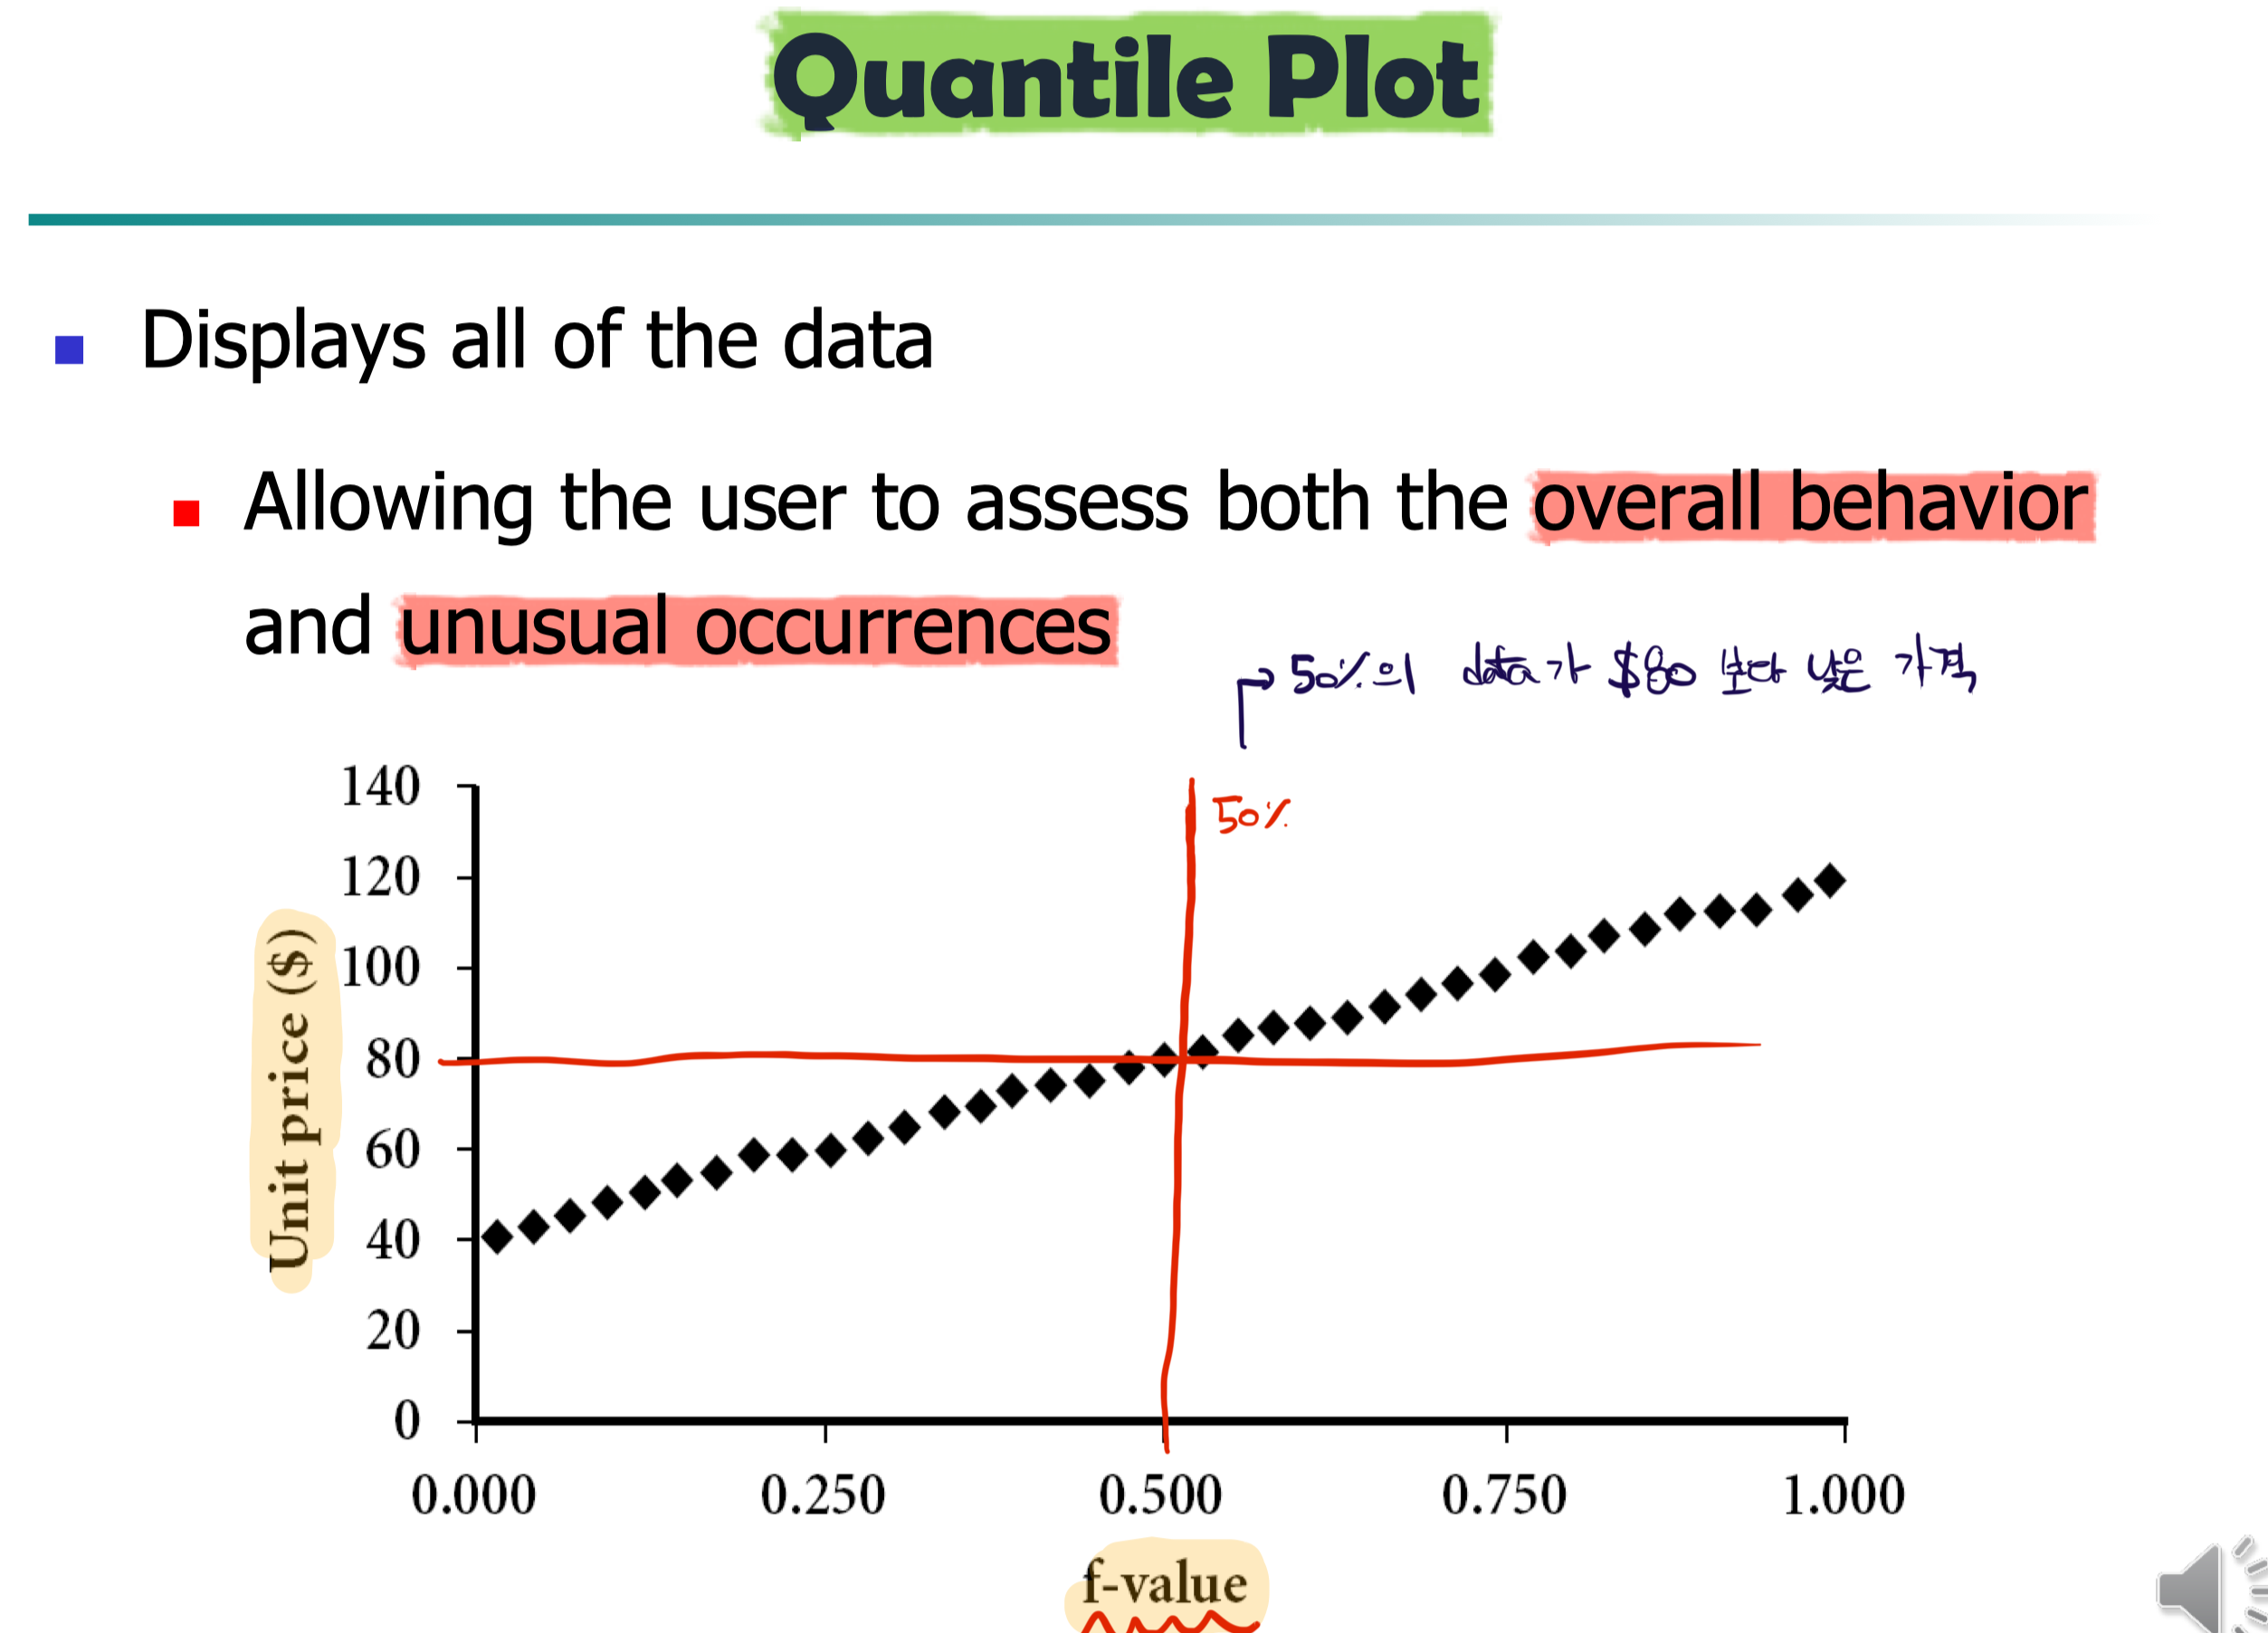 Quantile Plot
Displays all of the data
Allowing the user to assess both the overall behavior
and unusual occurrences
50%의 data가 $80 보다 낮은 가격
50%
140
120
100
80
60
40
20
0
Unit price ($)
0.000 0.250 0.500 0.750 1.000
f-value